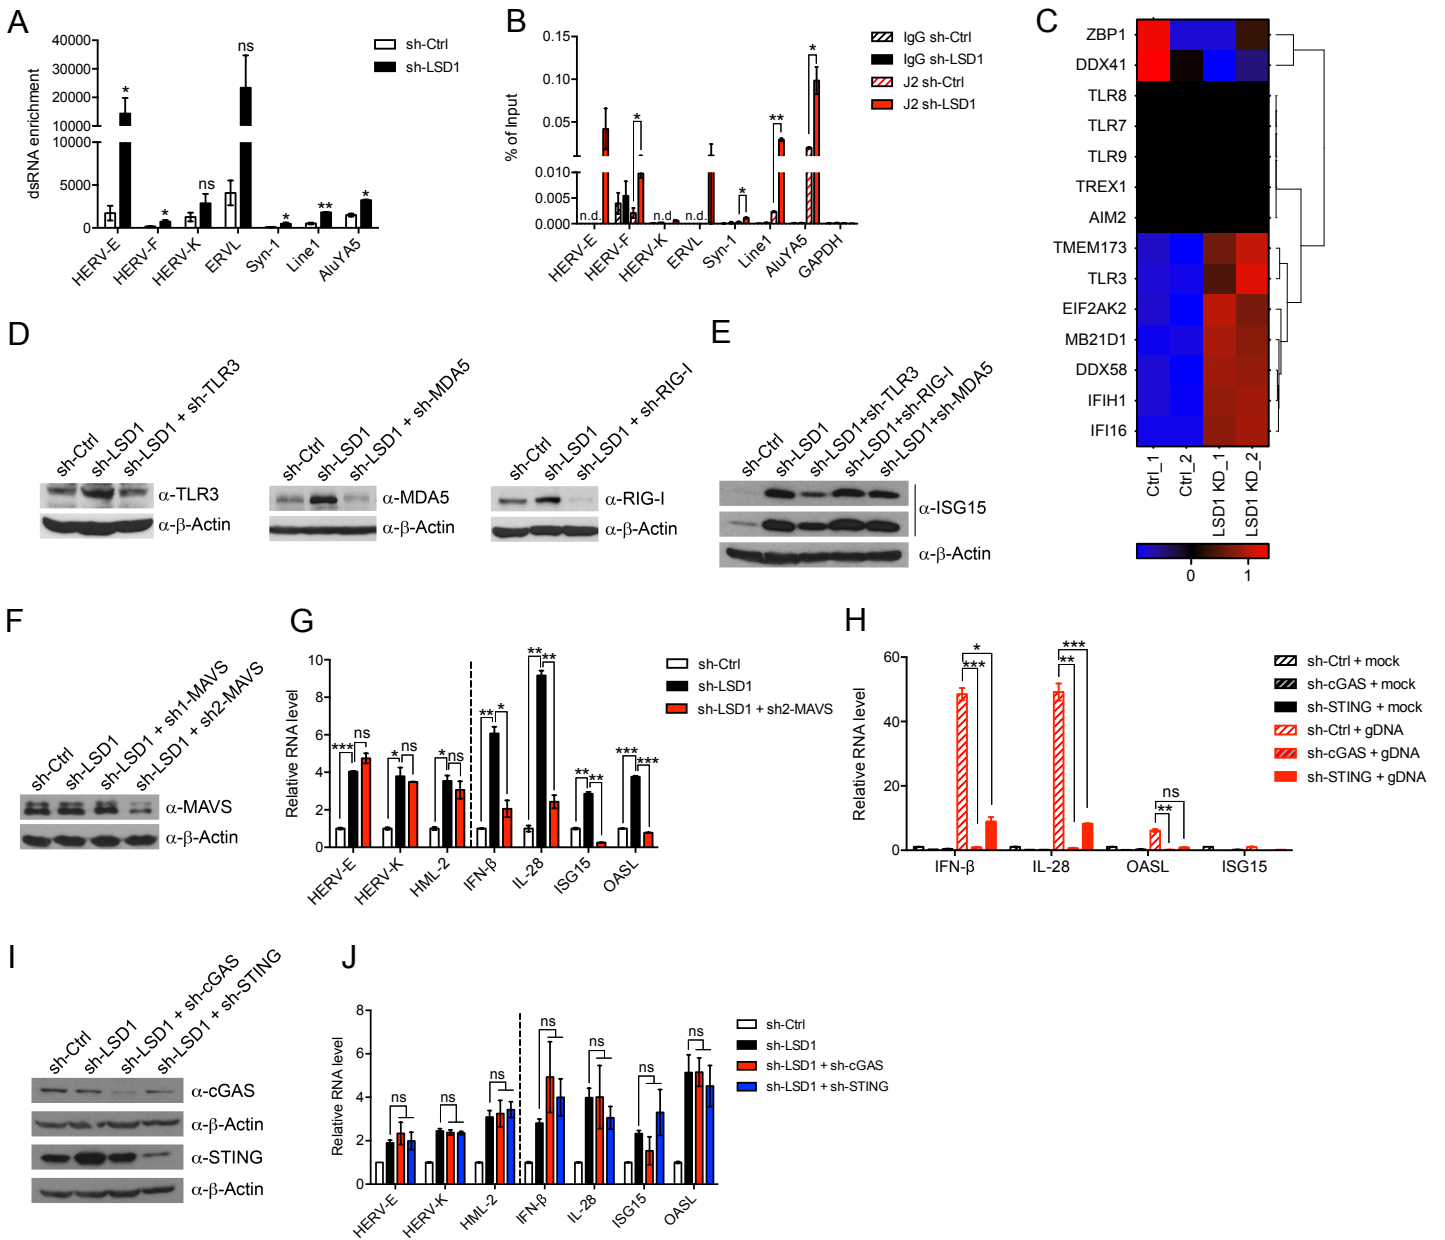 A
40000
30000
20000
10000
10000
5000
0
dsRNA enrichment
* * ns ns * ** *
HERV-E HERV-F HERV-K ERVL Syn-1 Line1 AluYA5
sh-Ctrl
sh-LSD1
B
0.15
0.10
0.05
0.010
0.005
0.000
% of Input
n.d. * n.d. n.d. * ** *
HERV-E HERV-F HERV-K ERVL Syn-1 Line1 AluYA5 GAPDH
IgG sh-Ctrl
IgG sh-LSD1
J2 sh-Ctrl
J2 sh-LSD1
C
ZBP1
DDX41
TLR8
TLR7
TLR9
TREX1
AIM2
TMEM173
TLR3
EIF2AK2
MB21D1
DDX58
IFIH1
IFI16
Ctrl_1 Ctrl_2 LSD1 KD_1 LSD1 KD_2
0 1
D
sh-Ctrl sh-LSD1 sh-LSD1 + sh-TLR3
α-TLR3
α-β-Actin
sh-Ctrl sh-LSD1 sh-LSD1 + sh-MDA5
α-MDA5
α-β-Actin
sh-Ctrl sh-LSD1 sh-LSD1 + sh-RIG-I
α-RIG-I
α-β-Actin
E
sh-Ctrl sh-LSD1 sh-LSD1+sh-TLR3 sh-LSD1+sh-RIG-I sh-LSD1+sh-MDA5
α-ISG15
α-β-Actin
F
sh-Ctrl sh-LSD1 sh-LSD1 + sh1-MAVS sh-LSD1 + sh2-MAVS
α-MAVS
α-β-Actin
G
10
8
6
4
2
0
Relative RNA level
*** ns * ns * ns ** * ** ** ** ** *** ***
HERV-E HERV-K HML-2 IFN-β IL-28 ISG15 OASL
sh-Ctrl
sh-LSD1
sh-LSD1 + sh2-MAVS
H
60
40
20
0
Relative RNA level
* *** *** ** ns **
IFN-β IL-28 OASL ISG15
sh-Ctrl + mock
sh-cGAS + mock
sh-STING + mock
sh-Ctrl + gDNA
sh-cGAS + gDNA
sh-STING + gDNA
I
sh-Ctrl sh-LSD1 sh-LSD1 + sh-cGAS sh-LSD1 + sh-STING
α-cGAS
α-β-Actin
α-STING
α-β-Actin
J
8
6
4
2
0
Relative RNA level
ns ns ns ns ns ns ns
HERV-E HERV-K HML-2 IFN-β IL-28 ISG15 OASL
sh-Ctrl
sh-LSD1
sh-LSD1 + sh-cGAS
sh-LSD1 + sh-STING